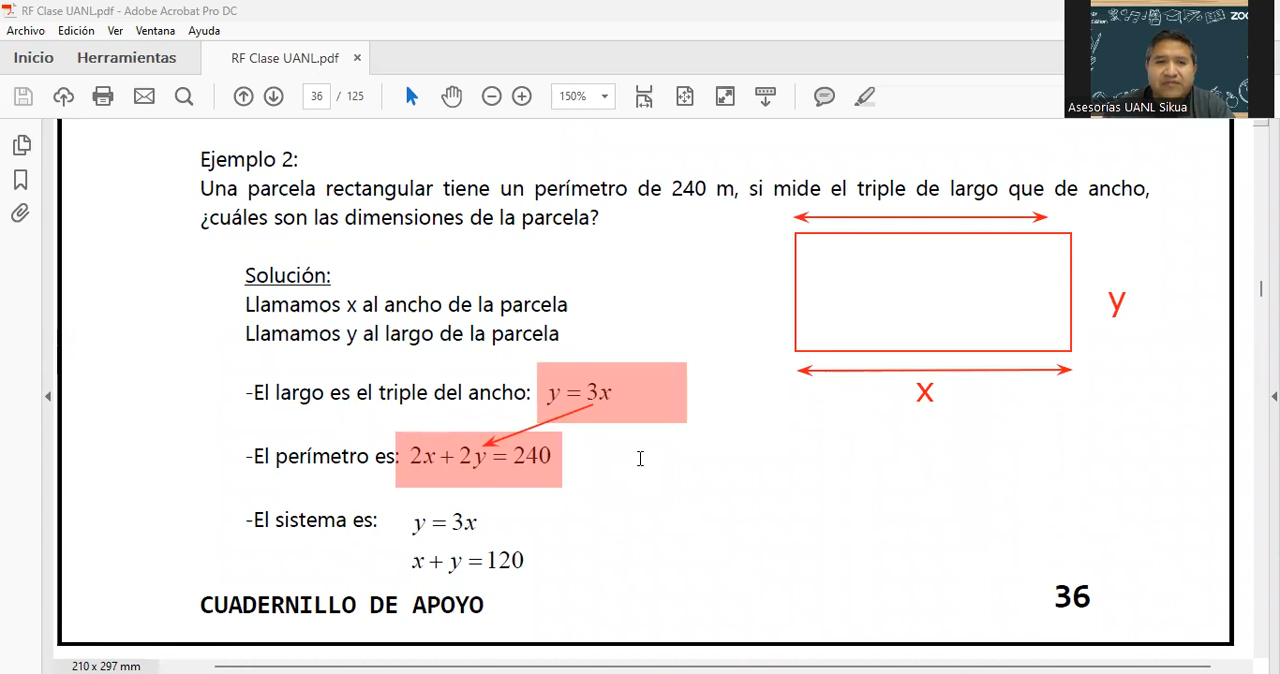 RF Clase UANL.pdf - Adobe Acrobat Pro DC
Archivo Edición Ver Ventana Ayuda
Inicio Herramientas RF Clase UANL.pdf ×
36 / 125 150%
zoo
Asesorías UANL Sikua
Ejemplo 2:
Una parcela rectangular tiene un perímetro de 240 m, si mide el triple de largo que de ancho,
¿cuáles son las dimensiones de la parcela?
Solución:
Llamamos x al ancho de la parcela
Llamamos y al largo de la parcela
y
x
-El largo es el triple del ancho: y = 3x
-El perímetro es: 2x + 2y = 240
-El sistema es: y = 3x
x + y = 120
CUADERNILLO DE APOYO 36
210 x 297 mm